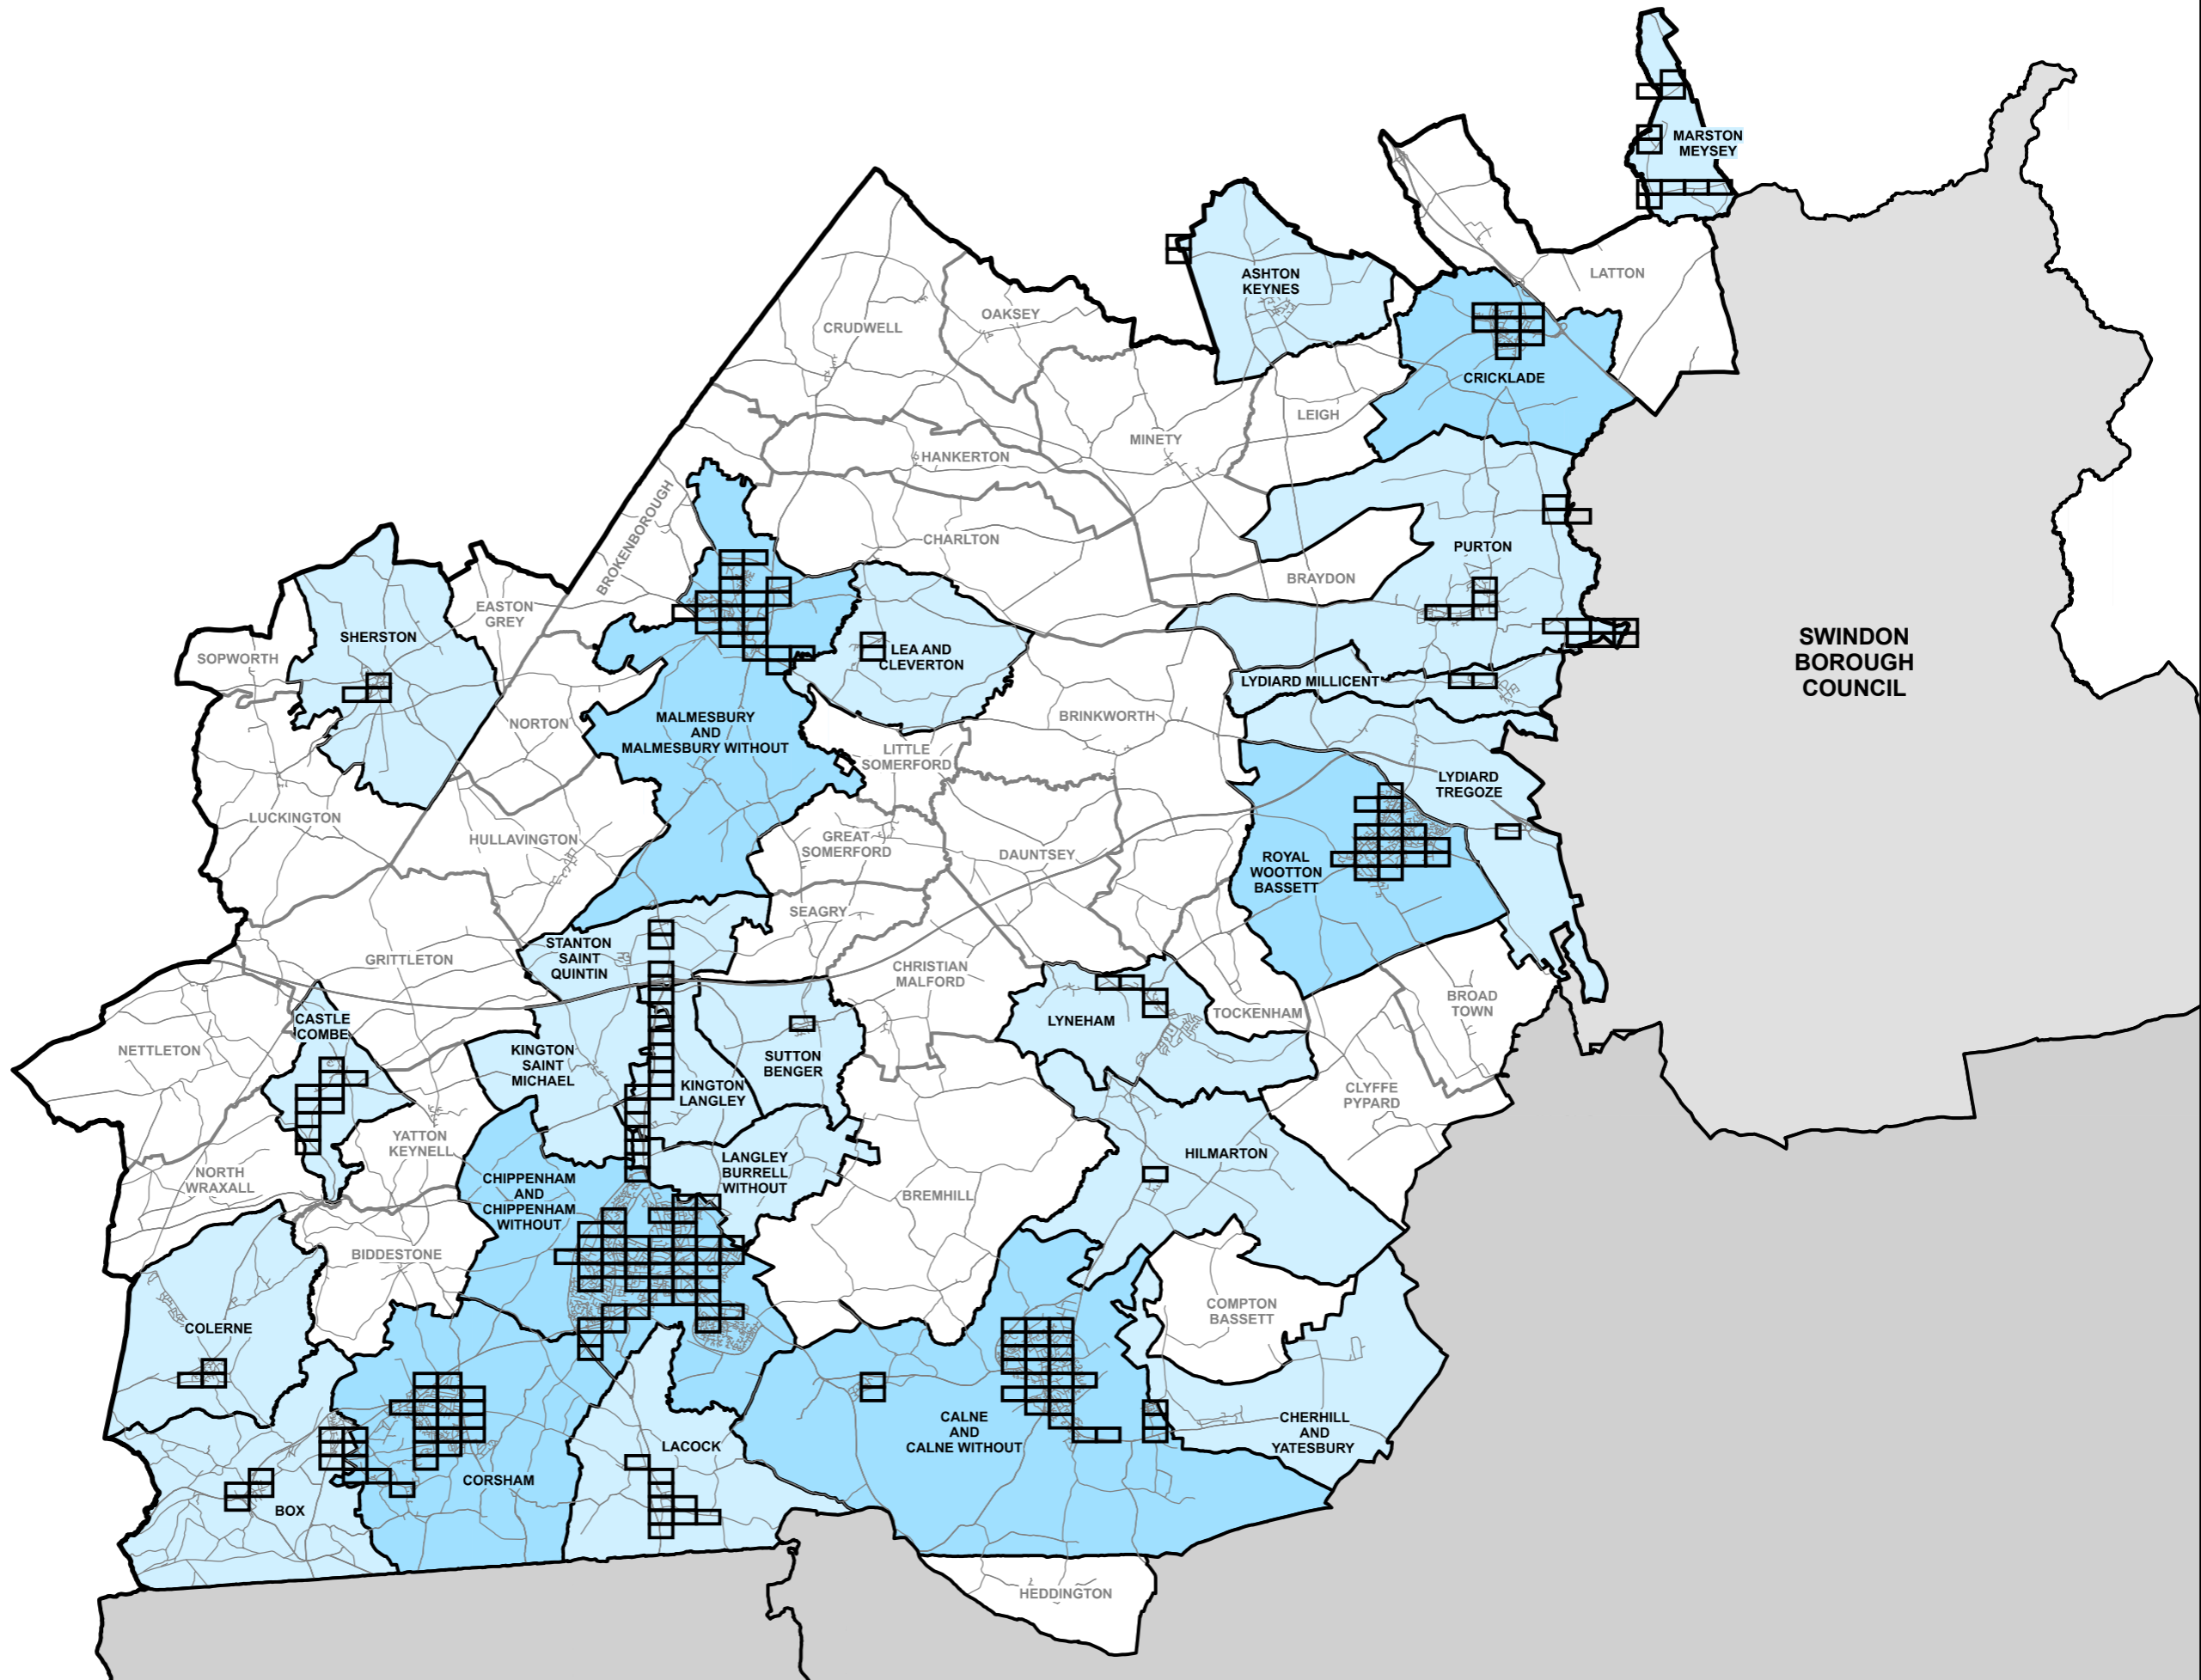 MARSTON
MEYSEY
LATTON
ASHTON
KEYNES
OAKSEY
CRUDWELL
CRICKLADE
LEIGH
MINETY
HANKERTON
BROKENBOROUGH
CHARLTON
PURTON
BRAYDON
EASTON
GREY
SHERSTON
SOPWORTH
LEA AND
CLEVERTON
SWINDON
BOROUGH
COUNCIL
LYDIARD MILLICENT
NORTON
MALMESBURY
AND
MALMESBURY WITHOUT
BRINKWORTH
LITTLE
SOMERFORD
LYDIARD
TREGOZE
LUCKINGTON
HULLAVINGTON
GREAT
SOMERFORD
DAUNTSEY
ROYAL
WOOTTON
BASSETT
SEAGRY
STANTON
SAINT
QUINTIN
GRITTLETON
CHRISTIAN
MALFORD
BROAD
TOWN
TOCKENHAM
LYNEHAM
CASTLE
COMBE
NETTLETON
KINGTON
SAINT
MICHAEL
SUTTON
BENGER
KINGTON
LANGLEY
CLYFFE
PYPARD
YATTON
KEYNELL
HILMARTON
NORTH
WRAXALL
LANGLEY
BURRELL
WITHOUT
CHIPPENHAM
AND
CHIPPENHAM
WITHOUT
BREMHILL
BIDDESTONE
COMPTON
BASSETT
COLERNE
CALNE
AND
CALNE WITHOUT
CHERHILL
AND
YATESBURY
LACOCK
CORSHAM
BOX
HEDDINGTON